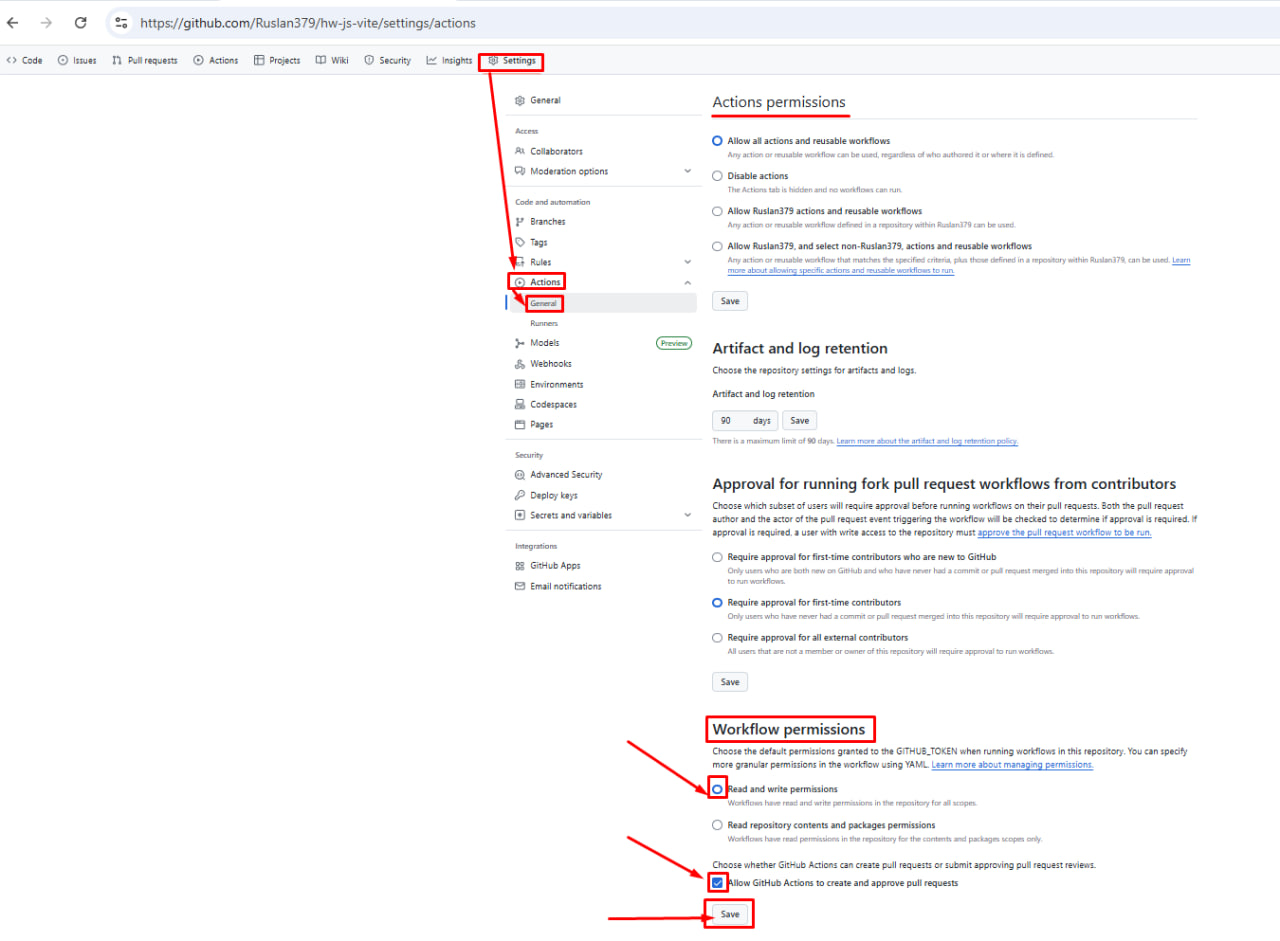 https://github.com/Ruslan379/hw-js-vite/settings/actions
Code Issues Pull requests Actions Projects Wiki Security Insights Settings
General
Access
Collaborators
Moderation options
Code and automation
Branches
Tags
Rules
Actions
General
Runners
Models Preview
Webhooks
Environments
Codespaces
Pages
Security
Advanced Security
Deploy keys
Secrets and variables
Integrations
GitHub Apps
Email notifications
Actions permissions
Allow all actions and reusable workflows
Any action or reusable workflow can be used, regardless of who authored it or where it is defined.
Disable actions
The Actions tab is hidden and no workflows can run.
Allow Ruslan379 actions and reusable workflows
Any action or reusable workflow defined in a repository within Ruslan379 can be used.
Allow Ruslan379, and select non-Ruslan379, actions and reusable workflows
Any action or reusable workflow that matches the specified criteria, plus those defined in a repository within Ruslan379, can be used. Learn
more about allowing specific actions and reusable workflows to run.
Save
Artifact and log retention
Choose the repository settings for artifacts and logs.
Artifact and log retention
90 days Save
There is a maximum limit of 90 days. Learn more about the artifact and log retention policy.
Approval for running fork pull request workflows from contributors
Choose which subset of users will require approval before running workflows on their pull requests. Both the pull request
author and the actor of the pull request event triggering the workflow will be checked to determine if approval is required. If
approval is required, a user with write access to the repository must approve the pull request workflow to be run.
Require approval for first-time contributors who are new to GitHub
Only users who are both new on GitHub and who have never had a commit or pull request merged into this repository will require approval
to run workflows.
Require approval for first-time contributors
Only users who have never had a commit or pull request merged into this repository will require approval to run workflows.
Require approval for all external contributors
All users that are not a member or owner of this repository will require approval to run workflows.
Save
Workflow permissions
Choose the default permissions granted to the GITHUB_TOKEN when running workflows in this repository. You can specify
more granular permissions in the workflow using YAML. Learn more about managing permissions.
Read and write permissions
Workflows have read and write permissions in the repository for all scopes.
Read repository contents and packages permissions
Workflows have read permissions in the repository for the contents and packages scopes only.
Choose whether GitHub Actions can create pull requests or submit approving pull request reviews.
Allow GitHub Actions to create and approve pull requests
Save